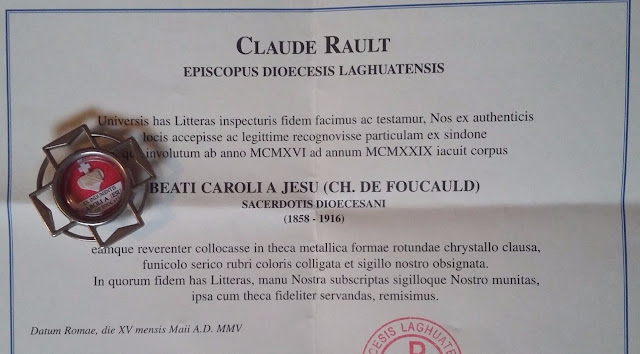 CLAUDE RAULT
EPISCOPUS DIOECESIS LAGHUATENSIS
Universis has Litteras inspecturis fidem facimus ac testamur, Nos ex authenticis
locis accepisse ac legittime recognovisse particulam ex sindone
involutum ab anno MCMXVI ad annum MCMXXIX iacuit corpus
BEATI CAROLI A JESU (CH. DE FOUCAULD)
SACERDOTIS DIOECESANI
(1858 - 1916)
eamque reverenter collocasse in theca metallica formae rotundae chrystallo clausa,
funicolo serico rubri coloris colligata et sigillo nostro obsignata.
In quorum fidem has Litteras, manu Nostra subscriptas sigilloque Nostro munitas,
ipsa cum theca fideliter servandas, remisimus.
Datum Romae, die XV mensis Maii A.D. MMV
LAGHUATE